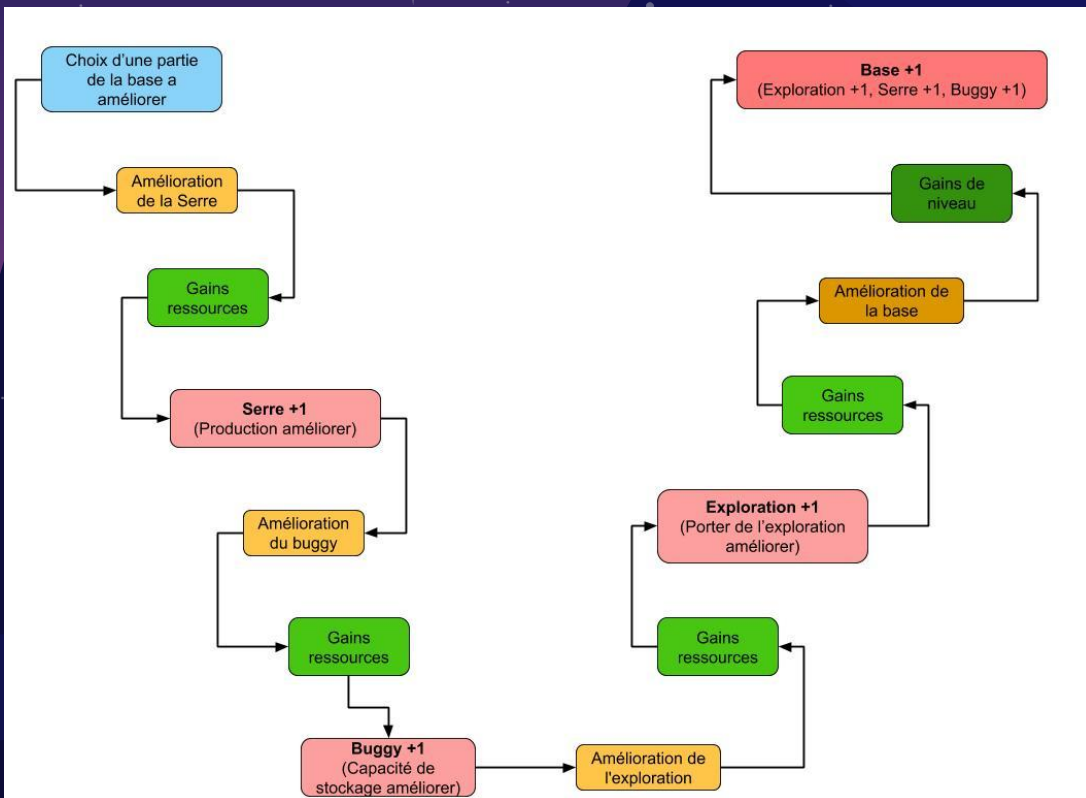 Choix d'une partie
de la base a
améliorer
Amélioration
de la Serre
Gains
ressources
Serre +1
(Production améliorer)
Amélioration
du buggy
Gains
ressources
Buggy +1
(Capacité de
stockage améliorer)
Amélioration de
l'exploration
Gains
ressources
Exploration +1
(Porter de l'exploration
améliorer)
Gains
ressources
Amélioration de
la base
Gains de
niveau
Base +1
(Exploration +1, Serre +1, Buggy +1)